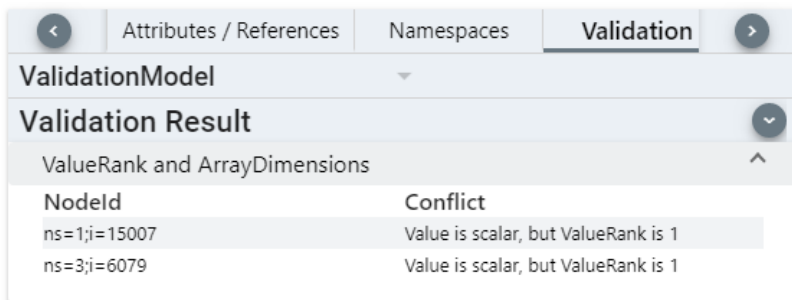 Attributes / References Namespaces Validation
ValidationModel
Validation Result
ValueRank and ArrayDimensions
NodeId Conflict
ns=1;i=15007 Value is scalar, but ValueRank is 1
ns=3;i=6079 Value is scalar, but ValueRank is 1